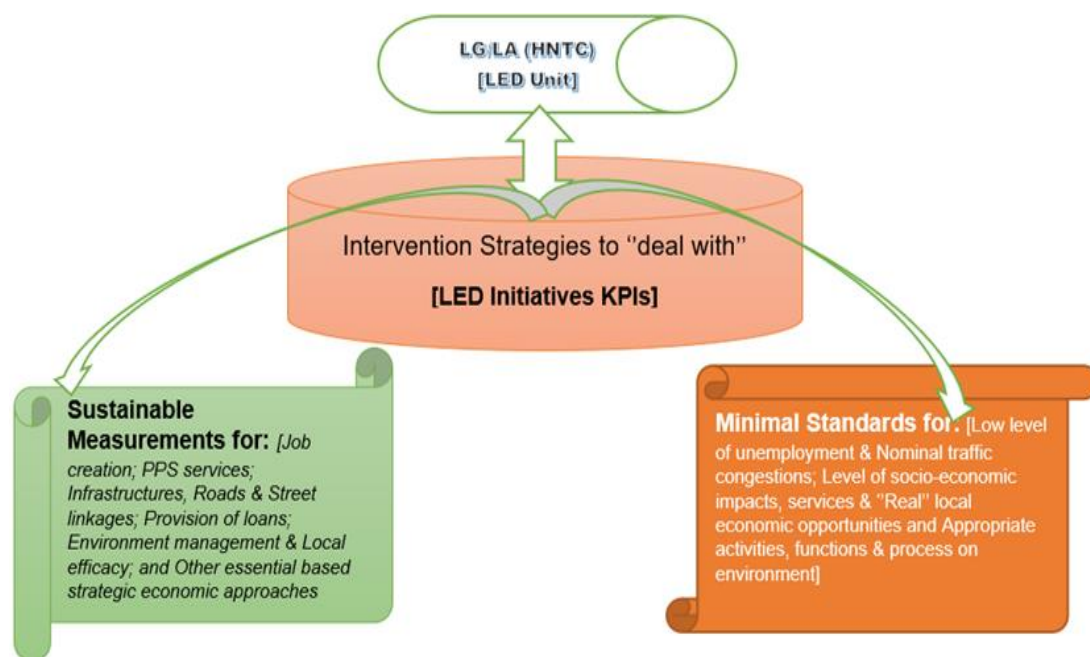 LG/LA (HNTC)
[LED Unit]
Intervention Strategies to “deal with”
[LED Initiatives KPIs]
Sustainable
Measurements for: [Job
creation; PPS services;
Infrastructures, Roads & Street
linkages; Provision of loans;
Environment management & Local
efficacy; and Other essential based
strategic economic approaches
Minimal Standards for: [Low level
of unemployment & Nominal traffic
congestions; Level of socio-economic
impacts, services & “Real” local
economic opportunities and Appropriate
activities, functions & process on
environment]